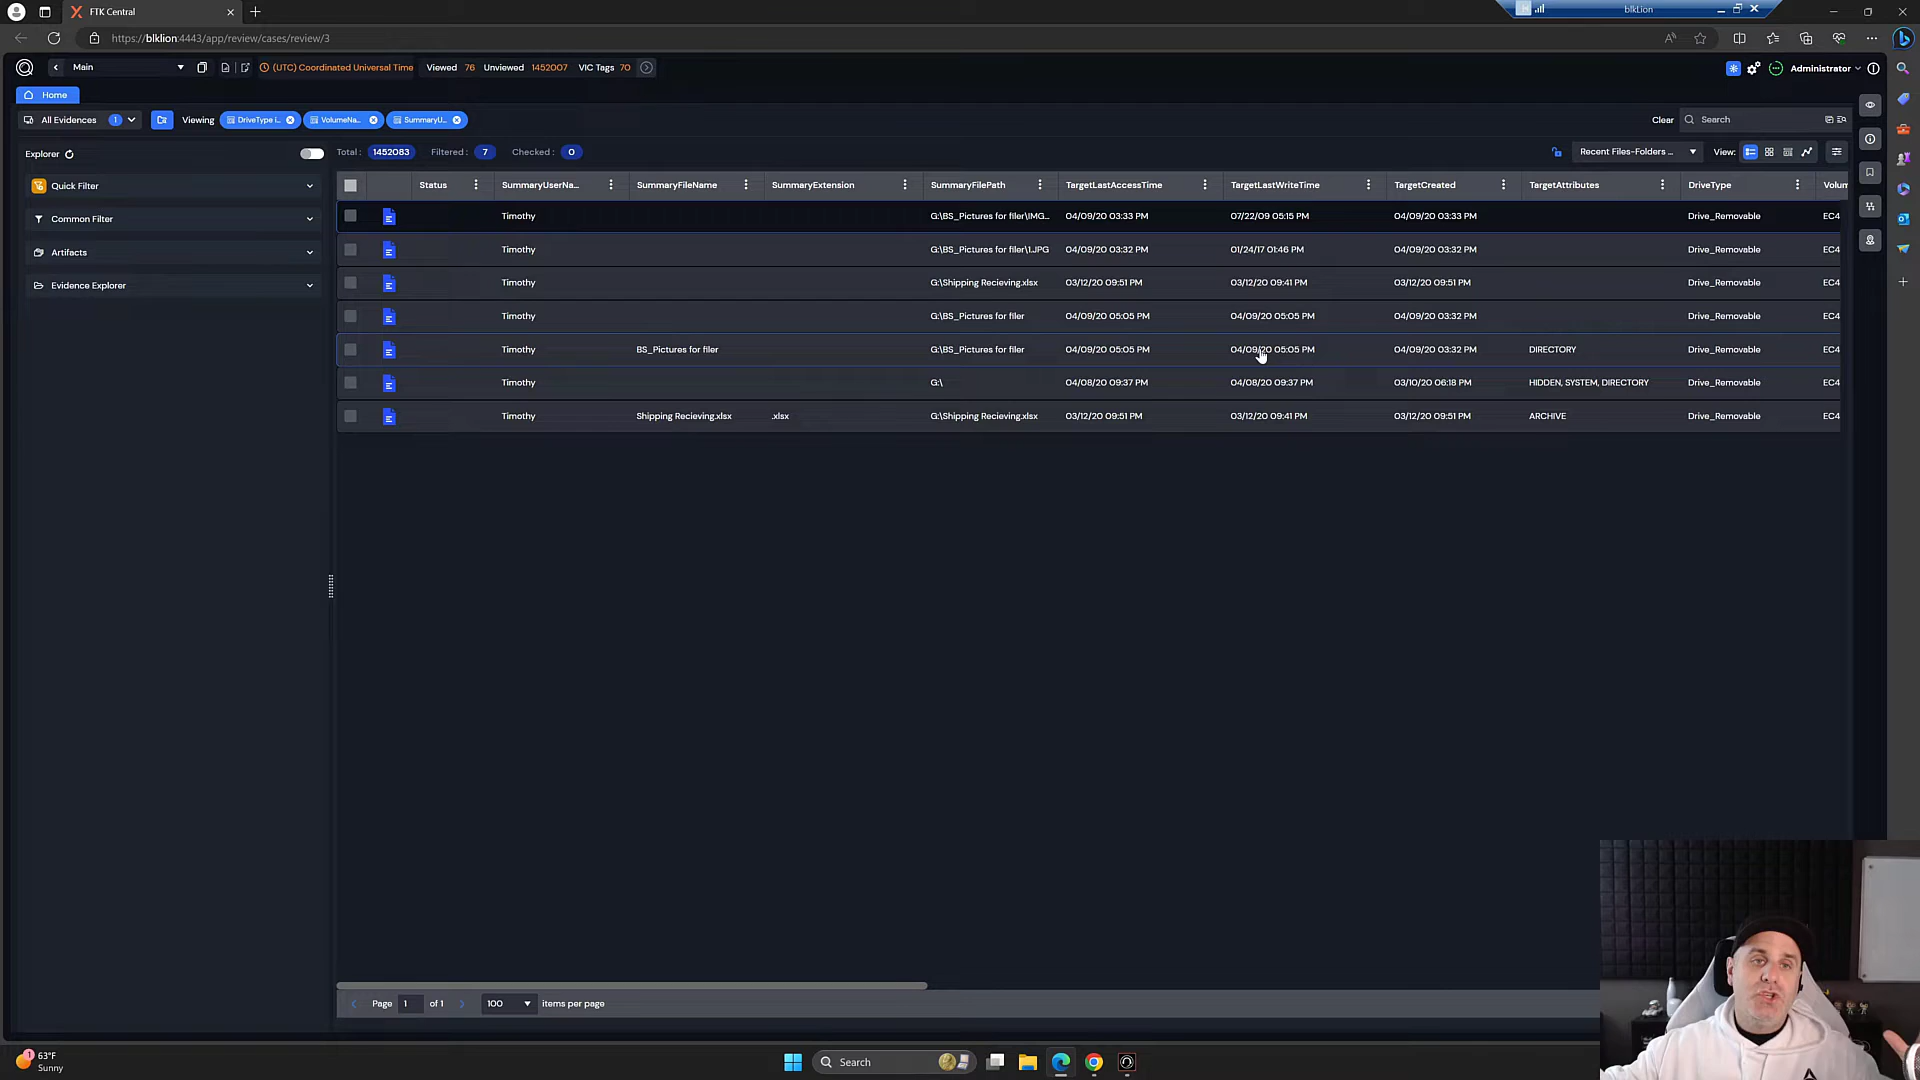 FTK Central
blkLion
https://blklion:4443/app/review/cases/review/3
Main
(UTC) Coordinated Universal Time
Viewed 76 Unviewed 1452007 VIC Tags 70
Administrator
Home
All Evidences 1
Viewing DriveType i... VolumeNa... SummaryU...
Clear
Search
Explorer
Total : 1452083 Filtered : 7 Checked : 0
Recent Files-Folders ...
View:
Quick Filter
Common Filter
Artifacts
Evidence Explorer
Status SummaryUserNa... SummaryFileName SummaryExtension SummaryFilePath TargetLastAccessTime TargetLastWriteTime TargetCreated TargetAttributes DriveType Volum
Timothy G:\BS_Pictures for filer\IMG... 04/09/20 03:33 PM 07/22/09 05:15 PM 04/09/20 03:33 PM Drive_Removable EC4
Timothy G:\BS_Pictures for filer\1.JPG 04/09/20 03:32 PM 01/24/17 01:46 PM 04/09/20 03:32 PM Drive_Removable EC4
Timothy G:\Shipping Recieving.xlsx 03/12/20 09:51 PM 03/12/20 09:41 PM 03/12/20 09:51 PM Drive_Removable EC4
Timothy G:\BS_Pictures for filer 04/09/20 05:05 PM 04/09/20 05:05 PM 04/09/20 03:32 PM Drive_Removable EC4
Timothy BS_Pictures for filer G:\BS_Pictures for filer 04/09/20 05:05 PM 04/09/20 05:05 PM 04/09/20 03:32 PM DIRECTORY Drive_Removable EC4
Timothy G:\ 04/08/20 09:37 PM 04/08/20 09:37 PM 03/10/20 06:18 PM HIDDEN, SYSTEM, DIRECTORY Drive_Removable EC4
Timothy Shipping Recieving.xlsx .xlsx G:\Shipping Recieving.xlsx 03/12/20 09:51 PM 03/12/20 09:41 PM 03/12/20 09:51 PM ARCHIVE Drive_Removable EC4
Page 1 of 1 100 items per page
1
63°F
Sunny
Search